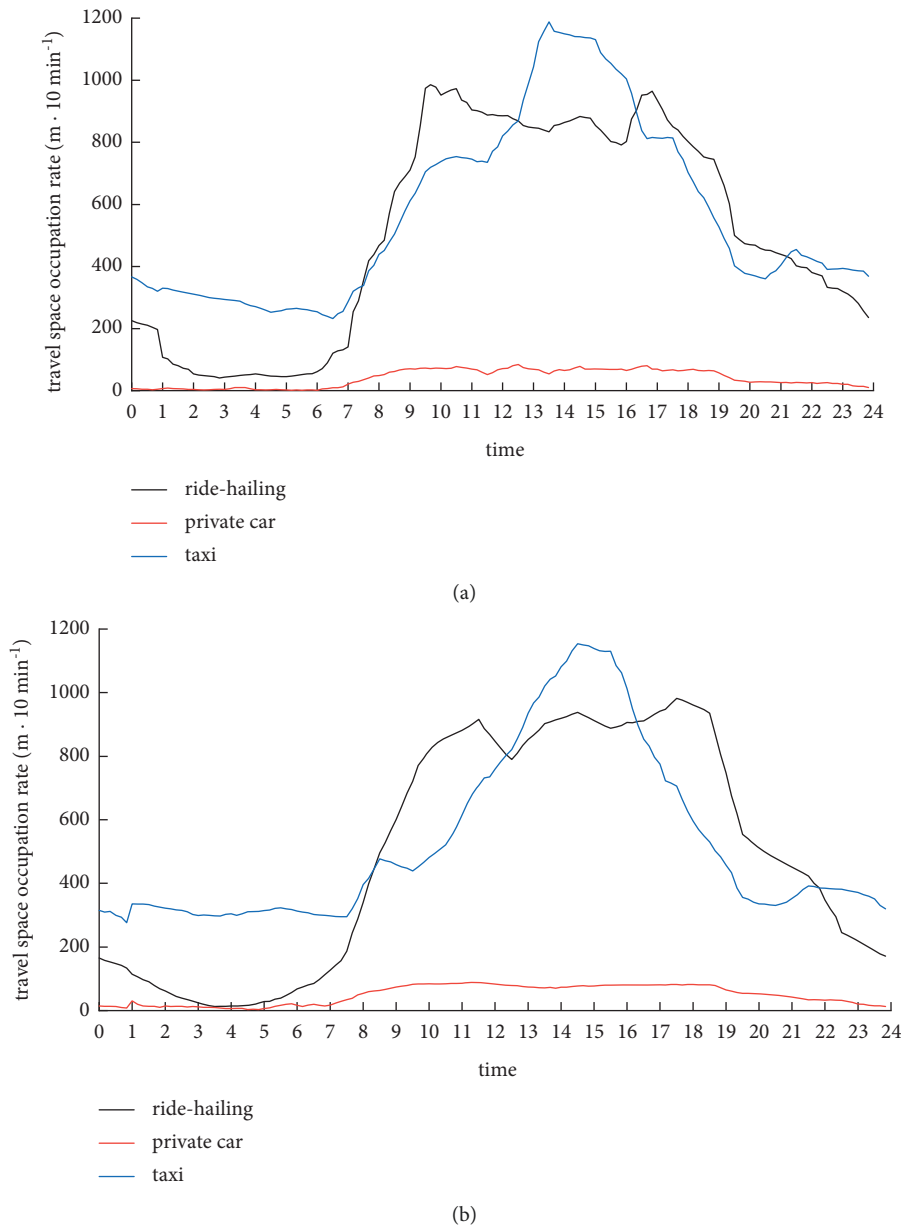 1200
1000
800
600
400
200
0
travel space occupation rate (m · 10 min-1)
0 1 2 3 4 5 6 7 8 9 10 11 12 13 14 15 16 17 18 19 20 21 22 23 24
time
ride-hailing
private car
taxi
(a)
1200
1000
800
600
400
200
0
travel space occupation rate (m · 10 min-1)
0 1 2 3 4 5 6 7 8 9 10 11 12 13 14 15 16 17 18 19 20 21 22 23 24
time
ride-hailing
private car
taxi
(b)